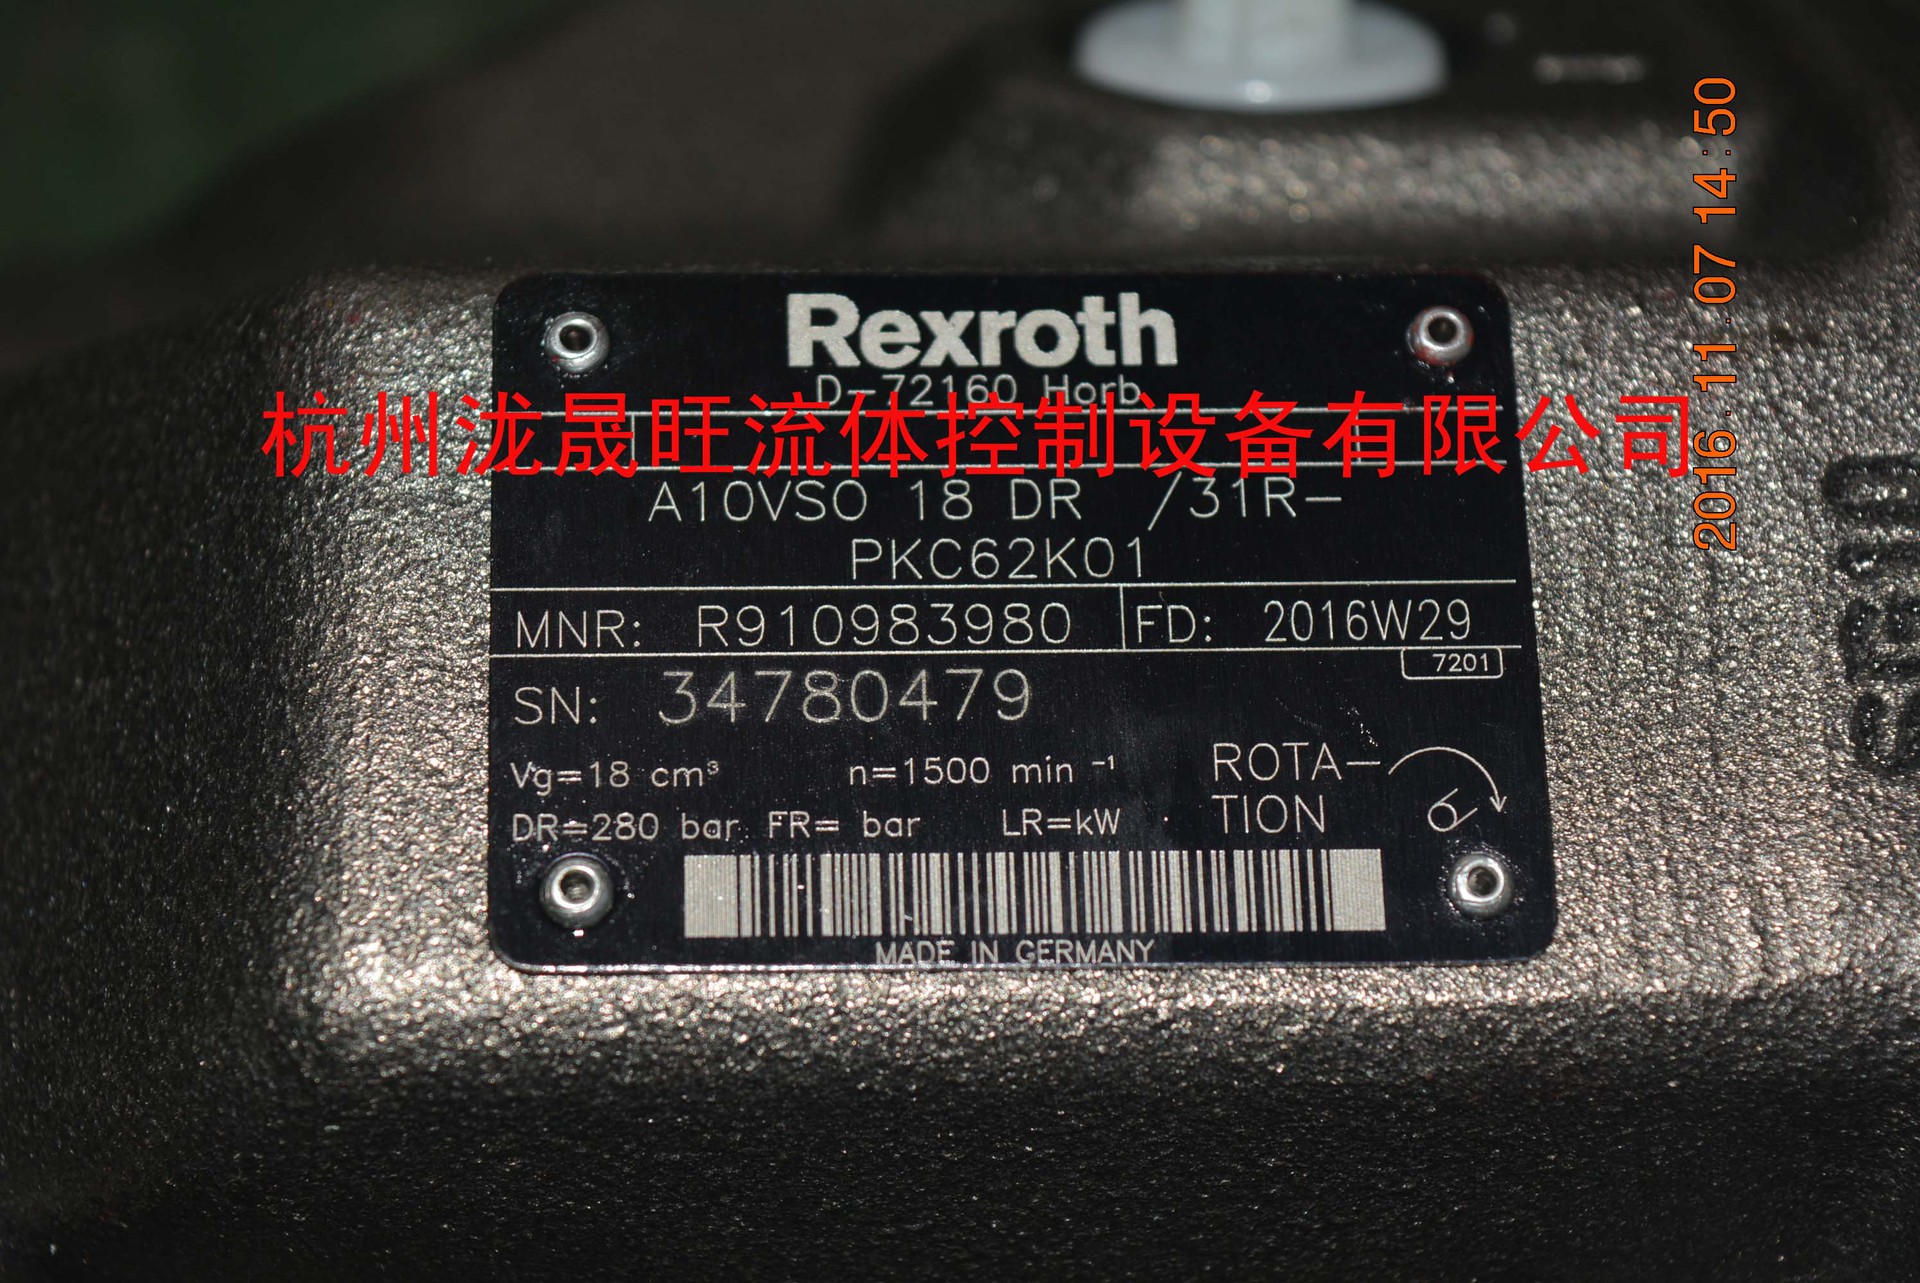 Rexroth
D-72160 Horb
杭州泷晟旺流体控制设备有限公司
A10VSO 18 DR /31R-
PKC62K01
MNR: R910983980 FD: 2016W29
7201
SN: 34780479
Vg=18 cm³ n=1500 min ⁻¹
ROTA-
TION
DR=280 bar FR= bar LR=kW
MADE IN GERMANY
2016.11.07 14:50